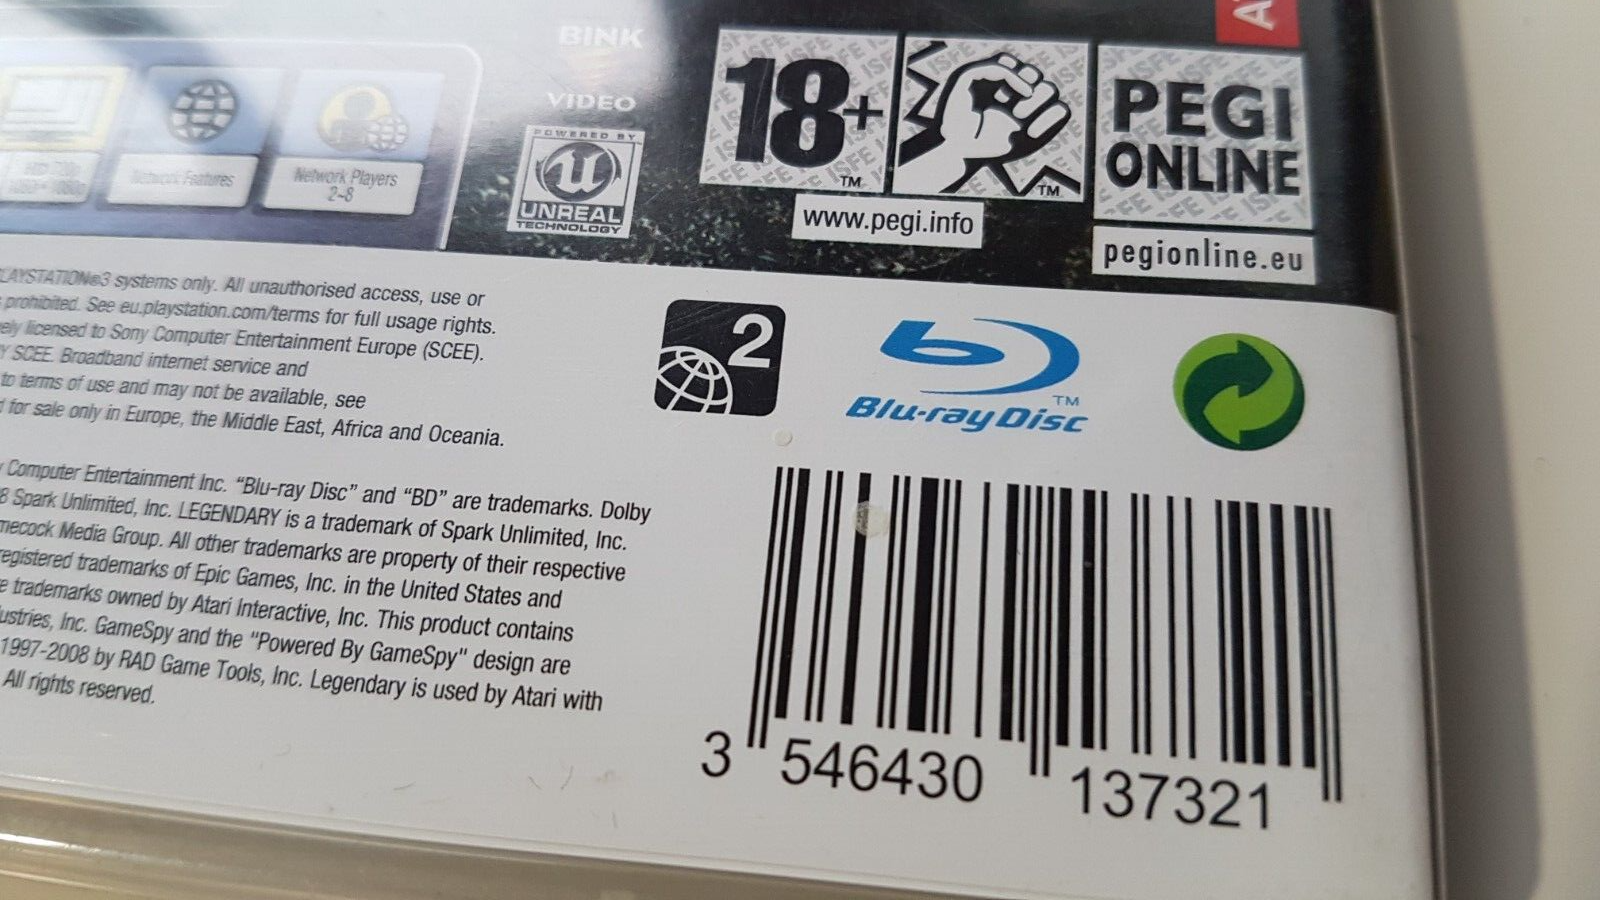 BINK
VIDEO
POWERED BY
UNREAL
TECHNOLOGY
Network Features
Network Players
2-8
18+
TM
TM
www.pegi.info
PEGI
ONLINE
pegionline.eu
PLAYSTATION®3 systems only. All unauthorised access, use or
prohibited. See eu.playstation.com/terms for full usage rights.
licensed to Sony Computer Entertainment Europe (SCEE).
SCEE. Broadband internet service and
to terms of use and may not be available, see
for sale only in Europe, the Middle East, Africa and Oceania.
2
Blu-ray Disc
TM
Computer Entertainment Inc. “Blu-ray Disc” and “BD” are trademarks. Dolby
8 Spark Unlimited, Inc. LEGENDARY is a trademark of Spark Unlimited, Inc.
mecock Media Group. All other trademarks are property of their respective
registered trademarks of Epic Games, Inc. in the United States and
trademarks owned by Atari Interactive, Inc. This product contains
ustries, Inc. GameSpy and the "Powered By GameSpy" design are
1997-2008 by RAD Game Tools, Inc. Legendary is used by Atari with
All rights reserved.
3 546430 137321